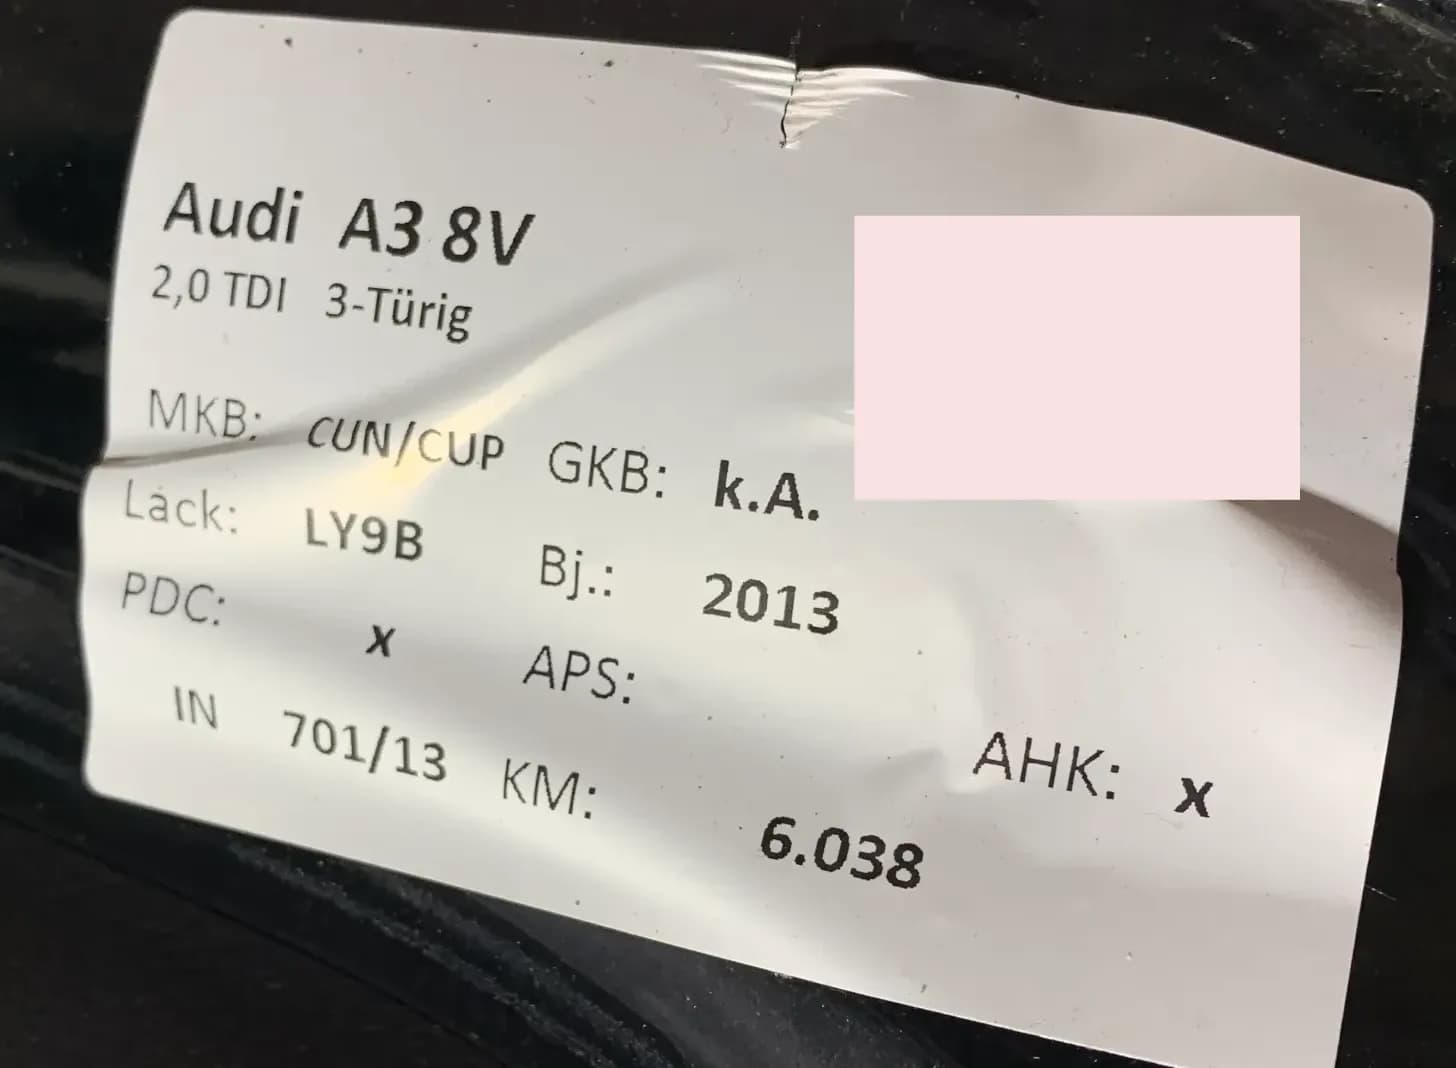 Audi A3 8V
2,0 TDI 3-Türig
MKB: CUN/CUP GKB: k.A.
Lack: LY9B Bj.: 2013
PDC: x APS:
AHK: x
IN 701/13 KM: 6.038